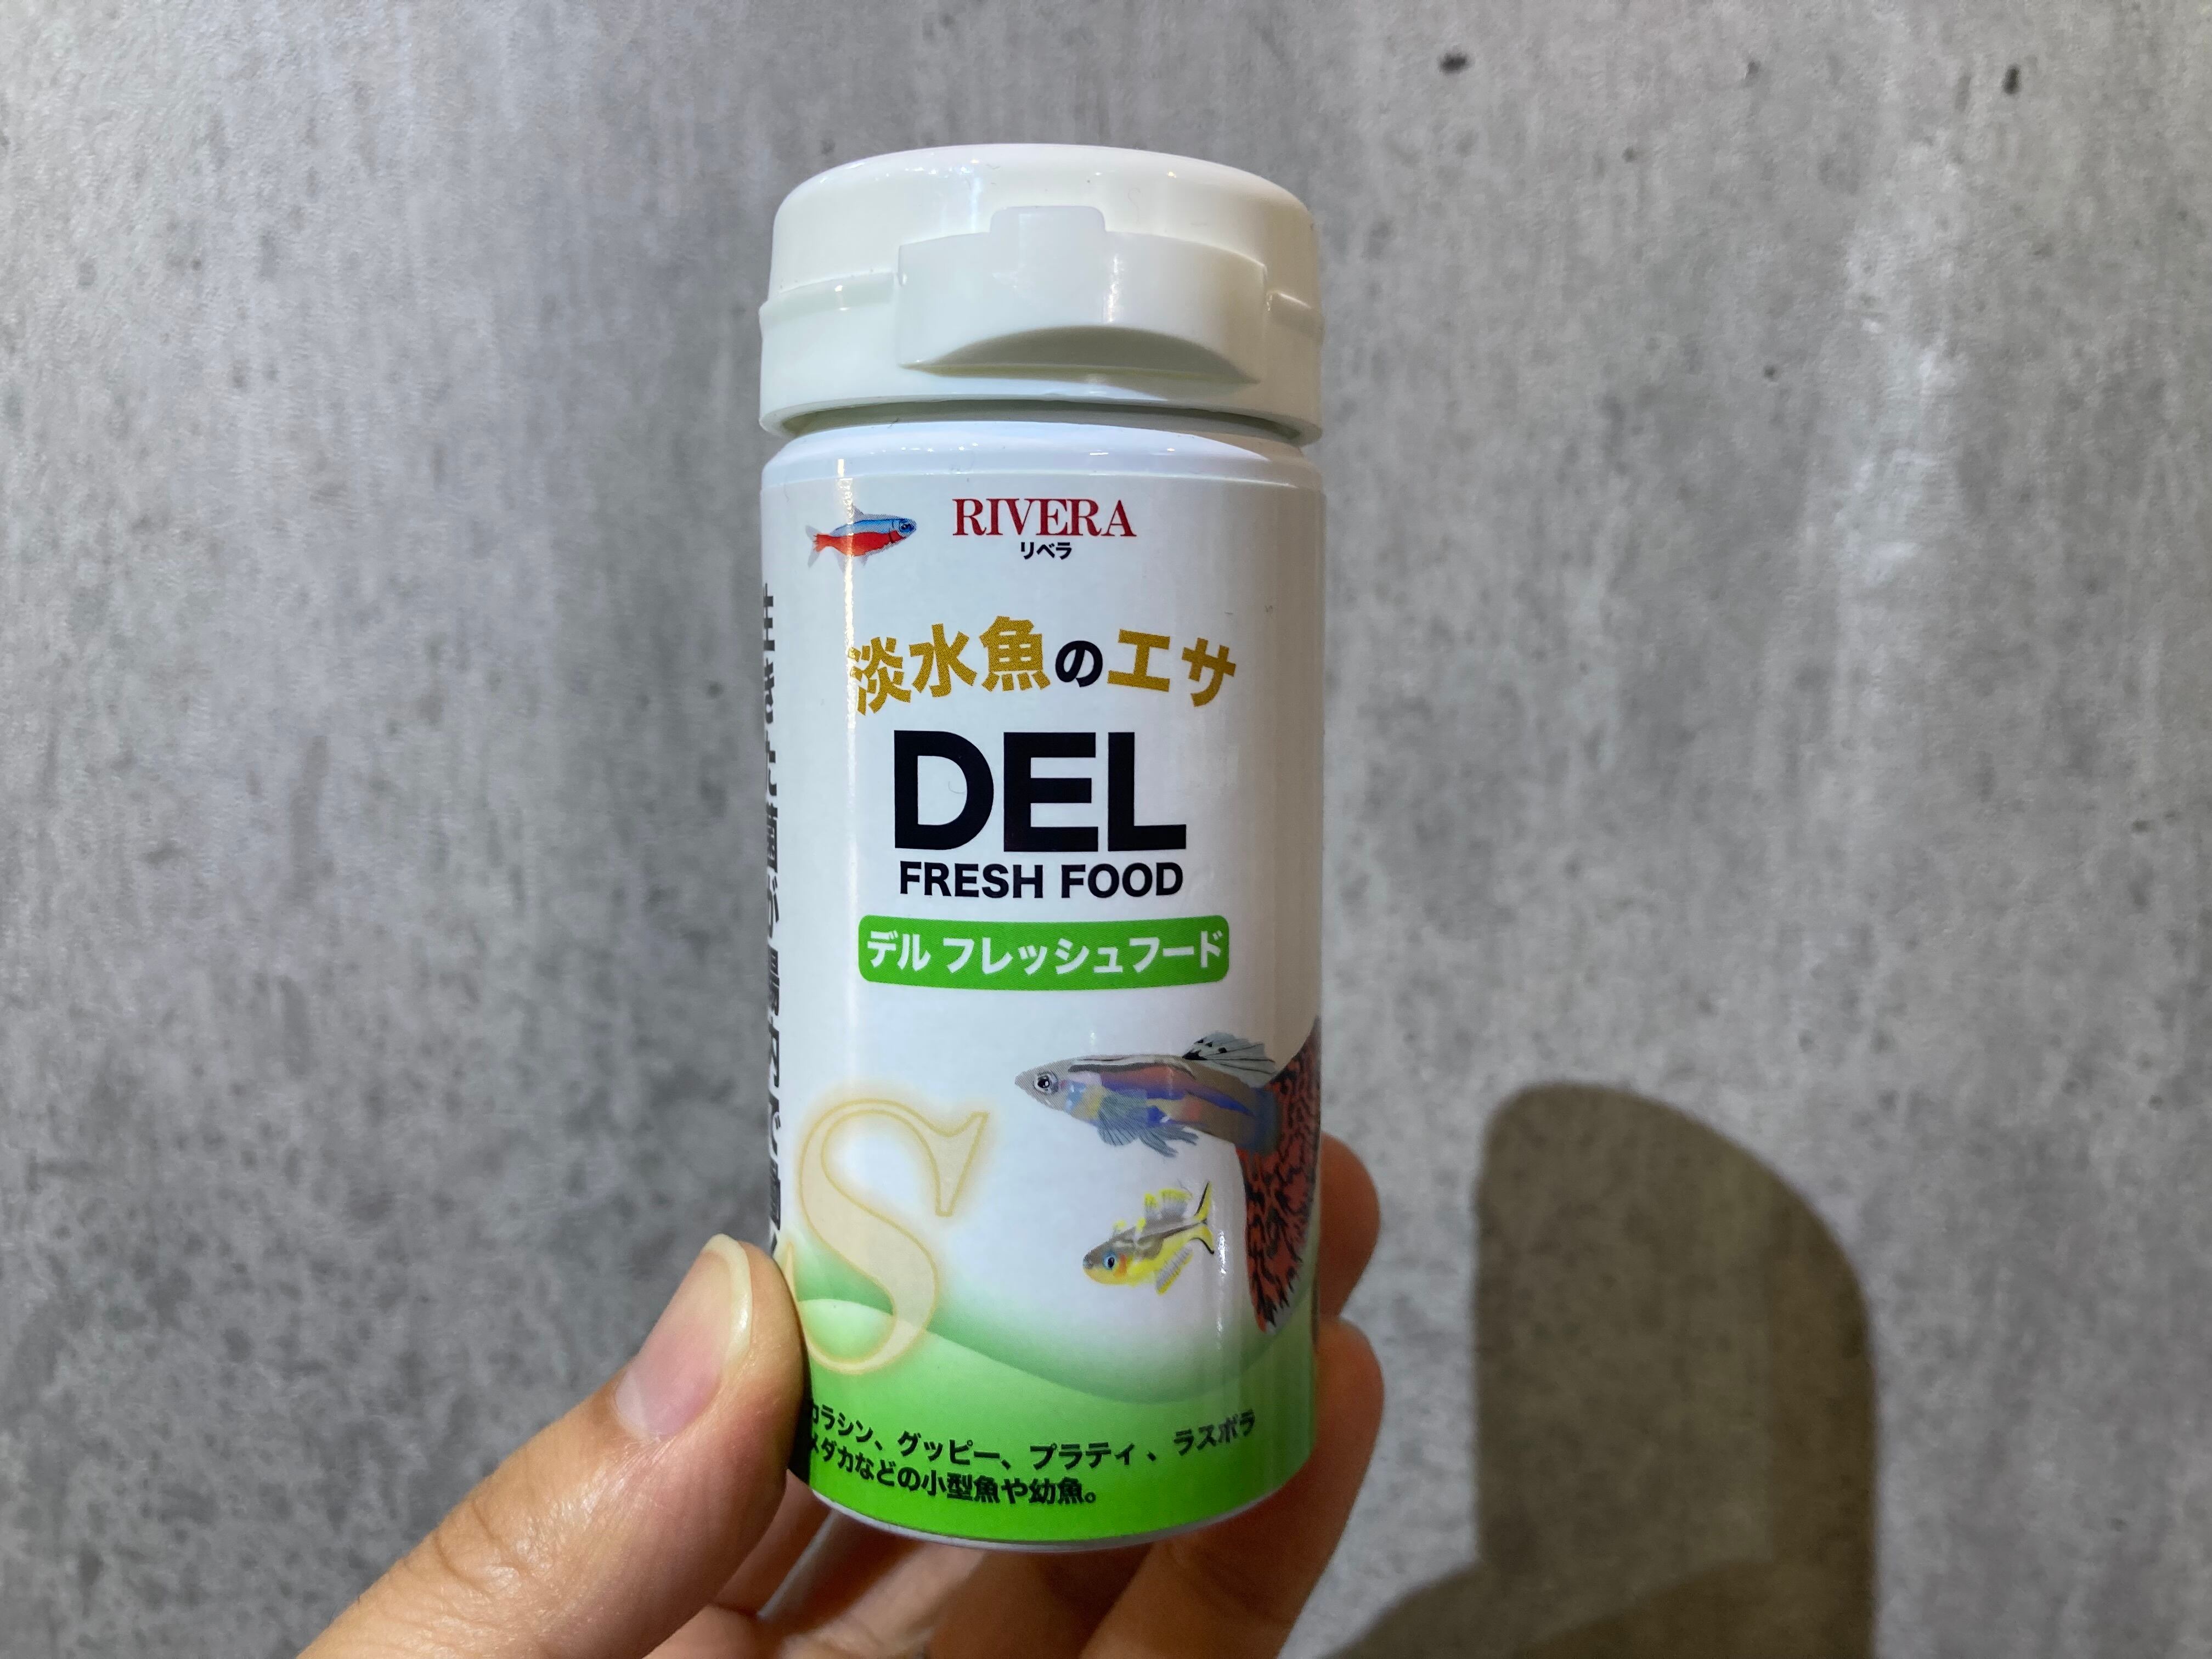 RIVERA
リベラ
淡水魚のエサ
DEL
FRESH FOOD
デル フレッシュフード
S
カラシン、グッピー、プラティ、ラスボラ
メダカなどの小型魚や幼魚。